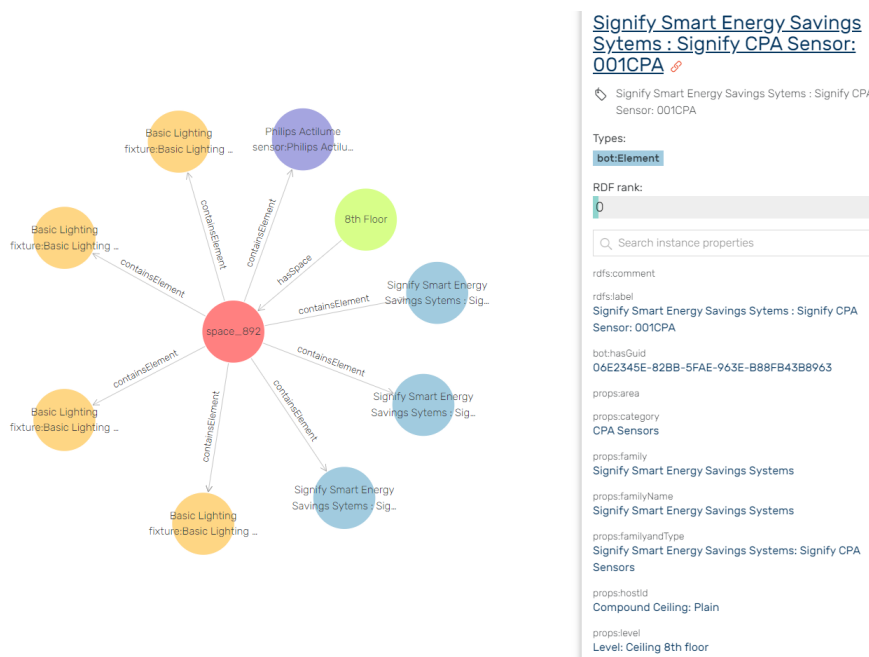 Basic Lighting
fixture:Basic Lighting ...
Philips Actilume
sensor:Philips Actilu...
8th Floor
Basic Lighting
fixture:Basic Lighting ...
Signify Smart Energy
Savings Sytems : Sig...
space_892
Signify Smart Energy
Savings Sytems : Sig...
Basic Lighting
fixture:Basic Lighting ...
Signify Smart Energy
Savings Sytems : Sig...
Basic Lighting
fixture:Basic Lighting ...
containsElement
containsElement
hasSpace
containsElement
containsElement
containsElement
containsElement
containsElement
containsElement
Signify Smart Energy Savings
Sytems : Signify CPA Sensor:
001CPA
Signify Smart Energy Savings Sytems : Signify CPA
Sensor: 001CPA
Types:
bot:Element
RDF rank:
0
Search instance properties
rdfs:comment
rdfs:label
Signify Smart Energy Savings Sytems : Signify CPA
Sensor: 001CPA
bot:hasGuid
06E2345E-82BB-5FAE-963E-B88FB43B8963
props:area
props:category
CPA Sensors
props:family
Signify Smart Energy Savings Systems
props:familyName
Signify Smart Energy Savings Systems
props:familyandType
Signify Smart Energy Savings Systems: Signify CPA
Sensors
props:hostId
Compound Ceiling: Plain
props:level
Level: Ceiling 8th floor